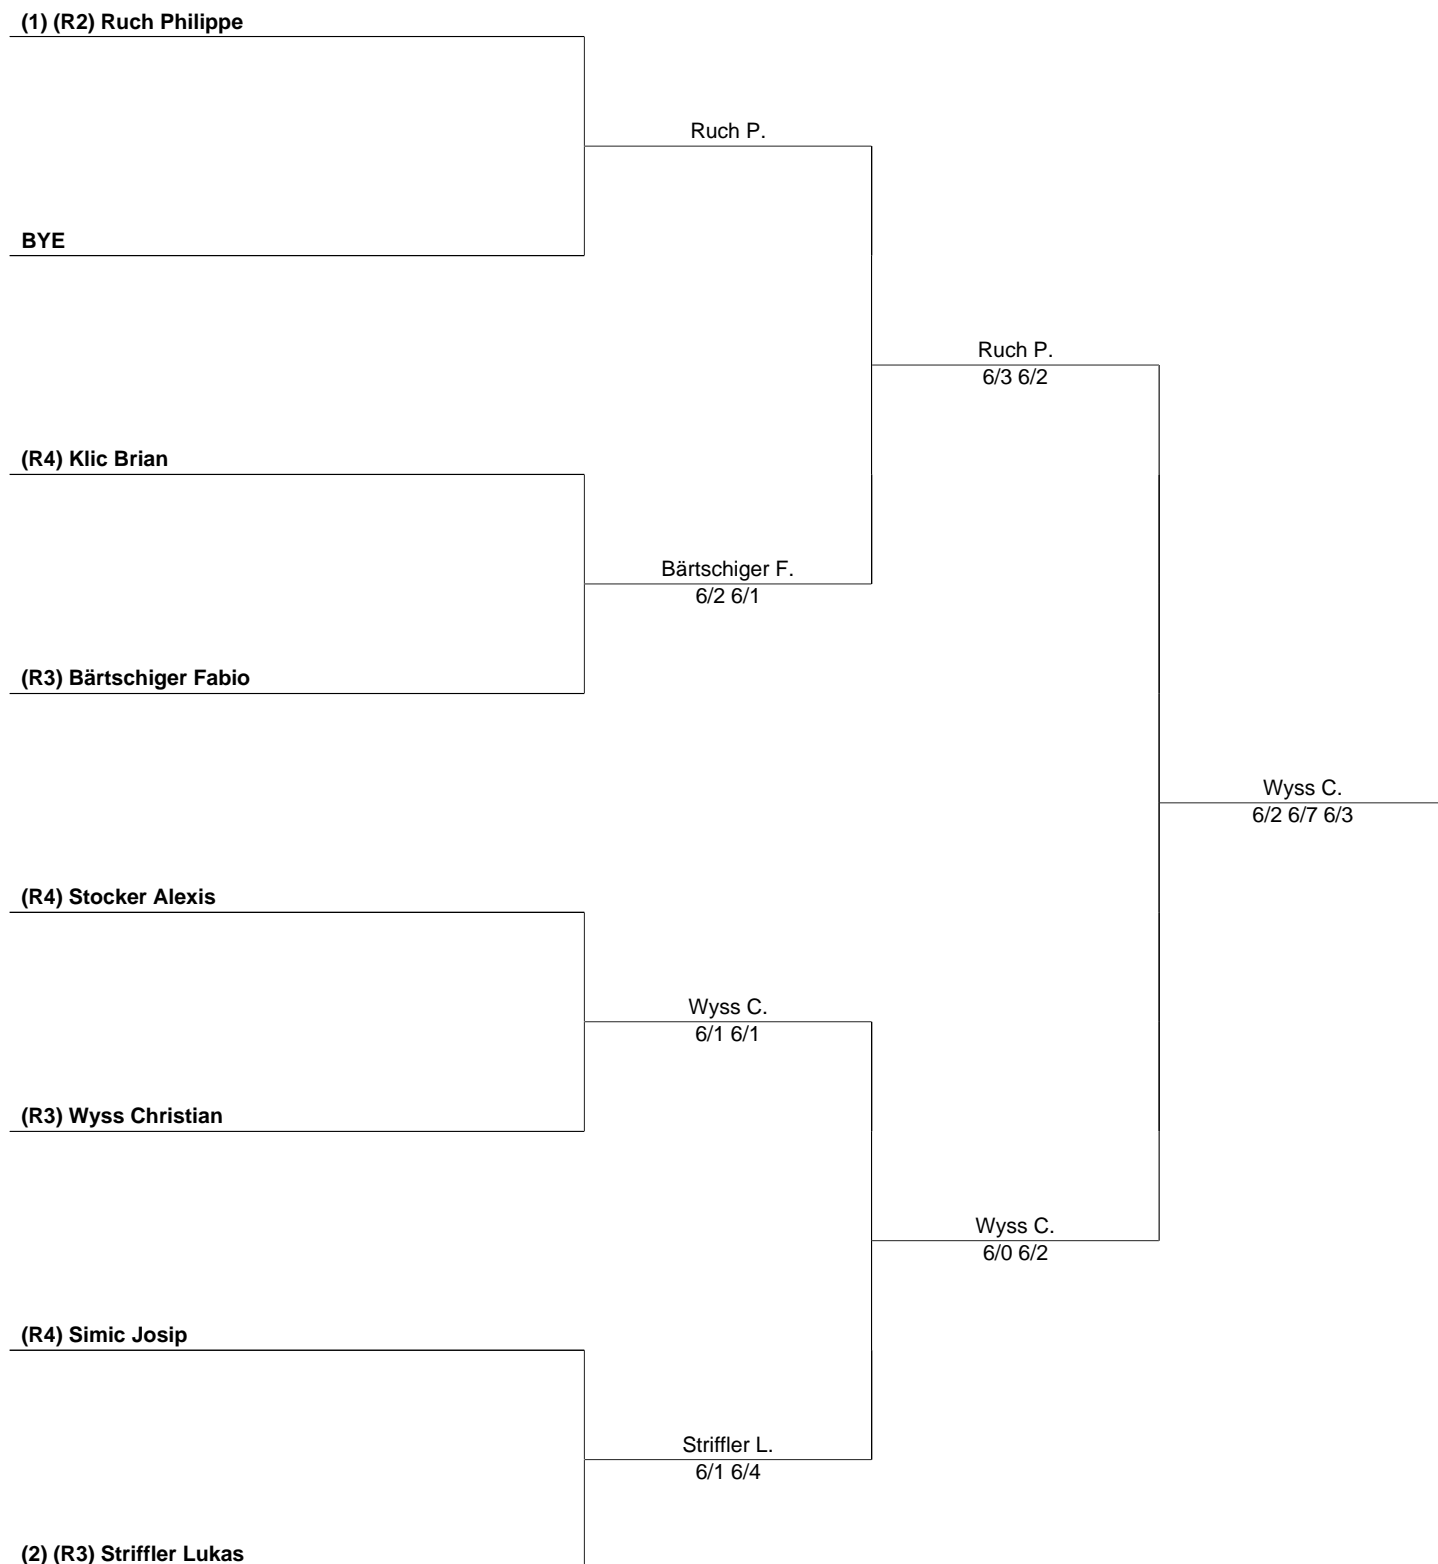 (1) (R2) Ruch Philippe
Ruch P.
BYE
Ruch P.
6/3 6/2
(R4) Klic Brian
Bärtschiger F.
6/2 6/1
(R3) Bärtschiger Fabio
Wyss C.
6/2 6/7 6/3
(R4) Stocker Alexis
Wyss C.
6/1 6/1
(R3) Wyss Christian
Wyss C.
6/0 6/2
(R4) Simic Josip
Striffler L.
6/1 6/4
(2) (R3) Striffler Lukas